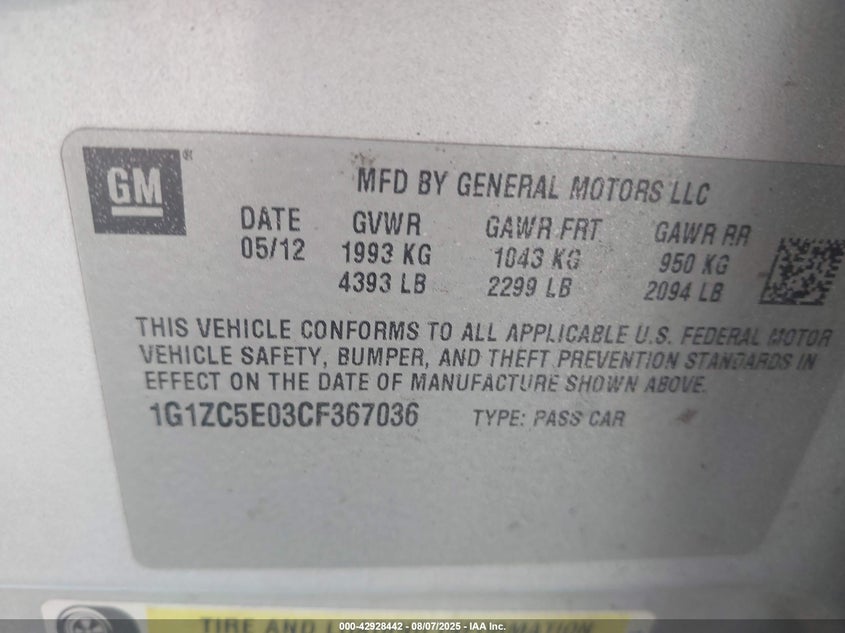 GM ®
MFD BY GENERAL MOTORS LLC
DATE GVWR GAWR FRT GAWR RR
05/12 1993 KG 1043 KG 950 KG
4393 LB 2299 LB 2094 LB
THIS VEHICLE CONFORMS TO ALL APPLICABLE U.S. FEDERAL MOTOR
VEHICLE SAFETY, BUMPER, AND THEFT PREVENTION STANDARDS IN
EFFECT ON THE DATE OF MANUFACTURE SHOWN ABOVE.
1G1ZC5E03CF367036 TYPE: PASS CAR
TIRE AND
000-42928442 - 08/07/2025 - IAA Inc.